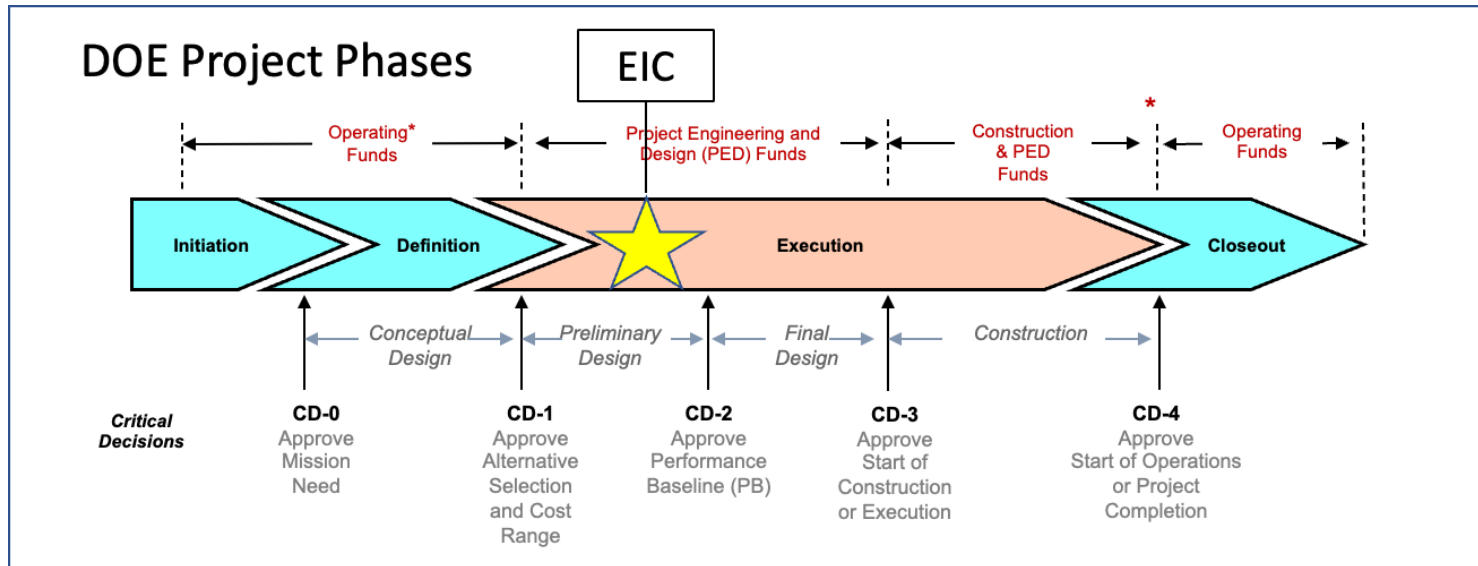 DOE Project Phases
EIC
*
Operating*
Funds
Project Engineering and
Design (PED) Funds
Construction
& PED
Funds
Operating
Funds
Initiation
Definition
Execution
Closeout
Conceptual
Design
Preliminary
Design
Final
Design
Construction
Critical
Decisions
CD-0
Approve
Mission
Need
CD-1
Approve
Alternative
Selection
and Cost
Range
CD-2
Approve
Performance
Baseline (PB)
CD-3
Approve
Start of
Construction
or Execution
CD-4
Approve
Start of Operations
or Project
Completion